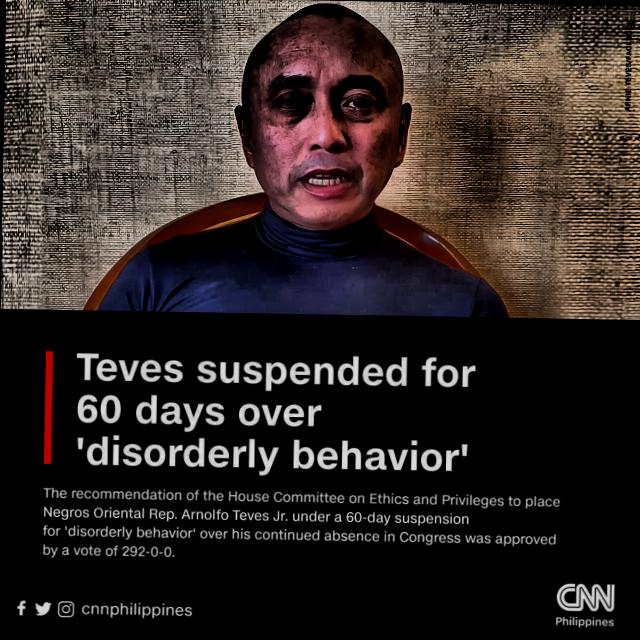 Teves suspended for
60 days over
'disorderly behavior'
The recommendation of the House Committee on Ethics and Privileges to place
Negros Oriental Rep. Arnolfo Teves Jr. under a 60-day suspension
for 'disorderly behavior' over his continued absence in Congress was approved
by a vote of 292-0-0.
cnnphilippines
CNN
Philippines